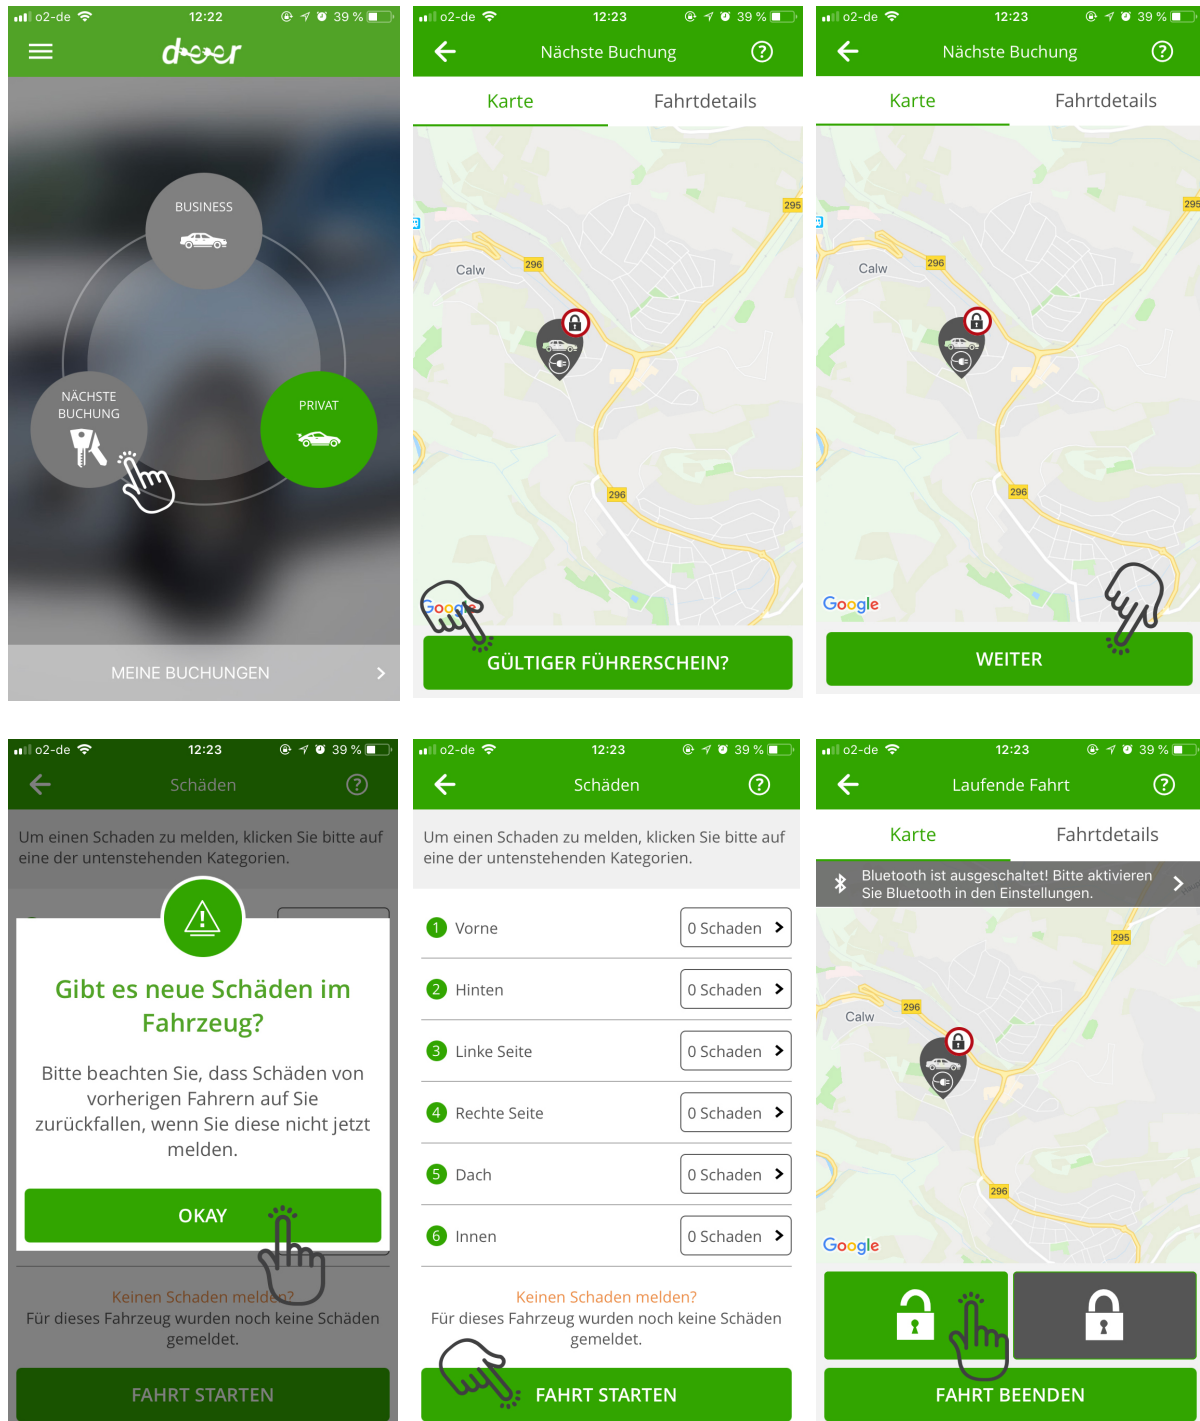 o2-de 12:22 39 %
deer
BUSINESS
NÄCHSTE
BUCHUNG
PRIVAT
MEINE BUCHUNGEN
o2-de 12:23 39 %
Nächste Buchung ?
Karte Fahrtdetails
295
296
Calw
296
Google
GÜLTIGER FÜHRERSCHEIN?
o2-de 12:23 39 %
Nächste Buchung ?
Karte Fahrtdetails
295
296
Calw
296
Google
WEITER
o2-de 12:23 39 %
Schäden ?
Um einen Schaden zu melden, klicken Sie bitte auf
eine der untenstehenden Kategorien.
Gibt es neue Schäden im
Fahrzeug?
Bitte beachten Sie, dass Schäden von
vorherigen Fahrern auf Sie
zurückfallen, wenn Sie diese nicht jetzt
melden.
OKAY
Keinen Schaden melden?
Für dieses Fahrzeug wurden noch keine Schäden
gemeldet.
FAHRT STARTEN
o2-de 12:23 39 %
Schäden ?
Um einen Schaden zu melden, klicken Sie bitte auf
eine der untenstehenden Kategorien.
1 Vorne 0 Schaden
2 Hinten 0 Schaden
3 Linke Seite 0 Schaden
4 Rechte Seite 0 Schaden
5 Dach 0 Schaden
6 Innen 0 Schaden
Keinen Schaden melden?
Für dieses Fahrzeug wurden noch keine Schäden
gemeldet.
FAHRT STARTEN
o2-de 12:23 39 %
Laufende Fahrt ?
Karte Fahrtdetails
Bluetooth ist ausgeschaltet! Bitte aktivieren
Sie Bluetooth in den Einstellungen.
295
296
Calw
296
Google
FAHRT BEENDEN